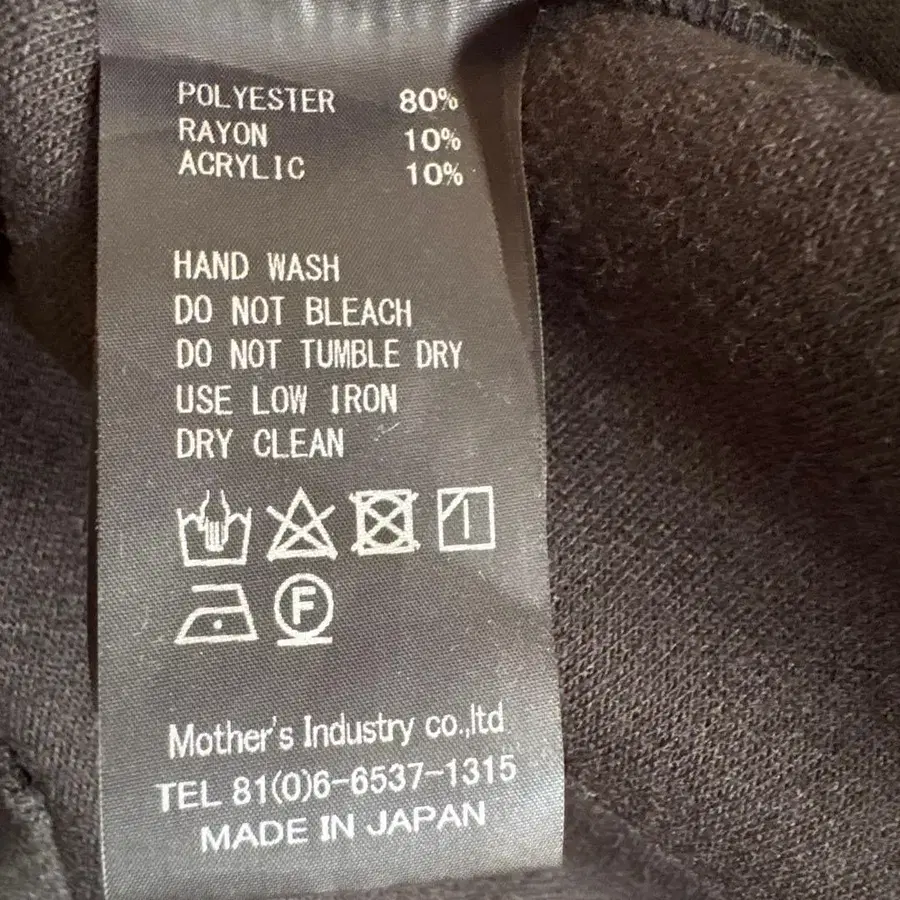 POLYESTER 80%
RAYON 10%
ACRYLIC 10%
HAND WASH
DO NOT BLEACH
DO NOT TUMBLE DRY
USE LOW IRON
DRY CLEAN
F
Mother's Industry co.,ltd
TEL 81(0)6-6537-1315
MADE IN JAPAN